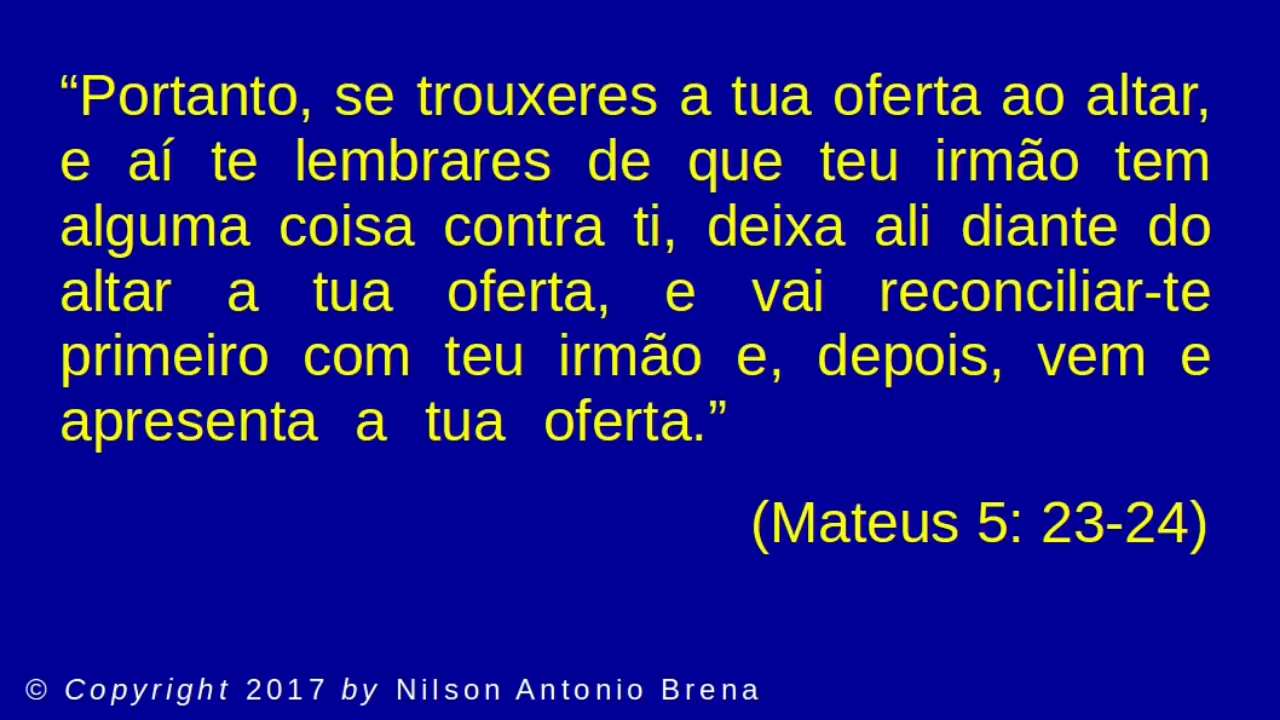 “Portanto, se trouxeres a tua oferta ao altar,
e aí te lembrares de que teu irmão tem
alguma coisa contra ti, deixa ali diante do
altar a tua oferta, e vai reconciliar-te
primeiro com teu irmão e, depois, vem e
apresenta a tua oferta.”
(Mateus 5: 23-24)
© Copyright 2017 by Nilson Antonio Brena